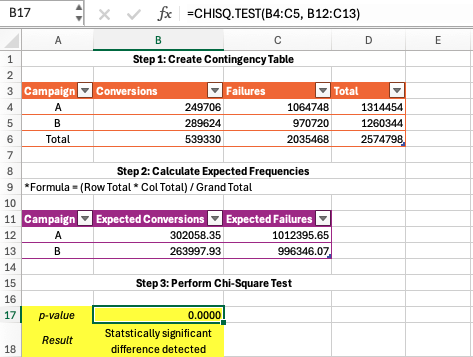 B17 fx =CHISQ.TEST(B4:C5, B12:C13)
A B C D E
1 Step 1: Create Contingency Table
2
3 Campaign Conversions Failures Total
4 A 249706 1064748 1314454
5 B 289624 970720 1260344
6 Total 539330 2035468 2574798
7
8 Step 2: Calculate Expected Frequencies
9 *Formula = (Row Total * Col Total) / Grand Total
10
11 Campaign Expected Conversions Expected Failures
12 A 302058.35 1012395.65
13 B 263997.93 996346.07
14
15 Step 3: Perform Chi-Square Test
16
17 p-value 0.0000
Statstically significant
18 Result difference detected